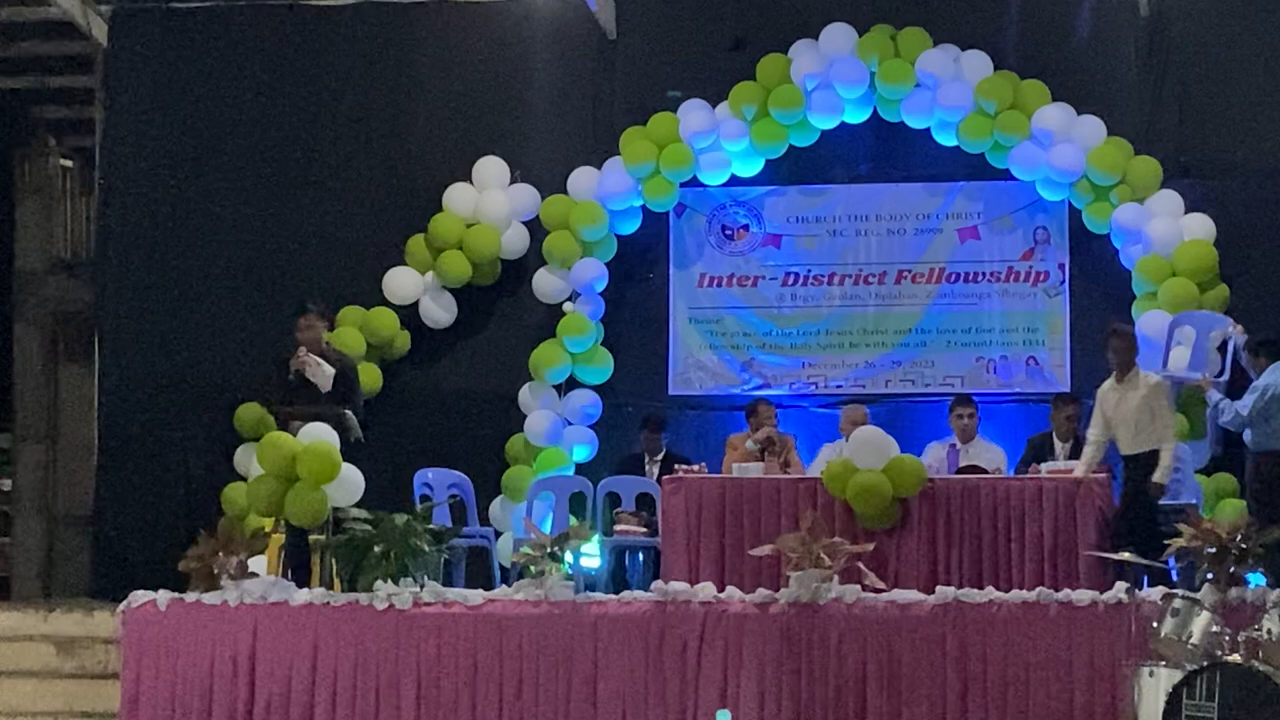 CHURCH THE BODY OF CHRIST
SEC. REG. NO. 28999
Inter-District Fellowship
@ Brgy. Gaulan, Diplahan, Zamboanga Sibugay
Theme:
"The grace of the Lord Jesus Christ and the love of God and the
fellowship of the Holy Spirit be with you all." - 2 Corinthians 13:14
December 26 - 29, 2023